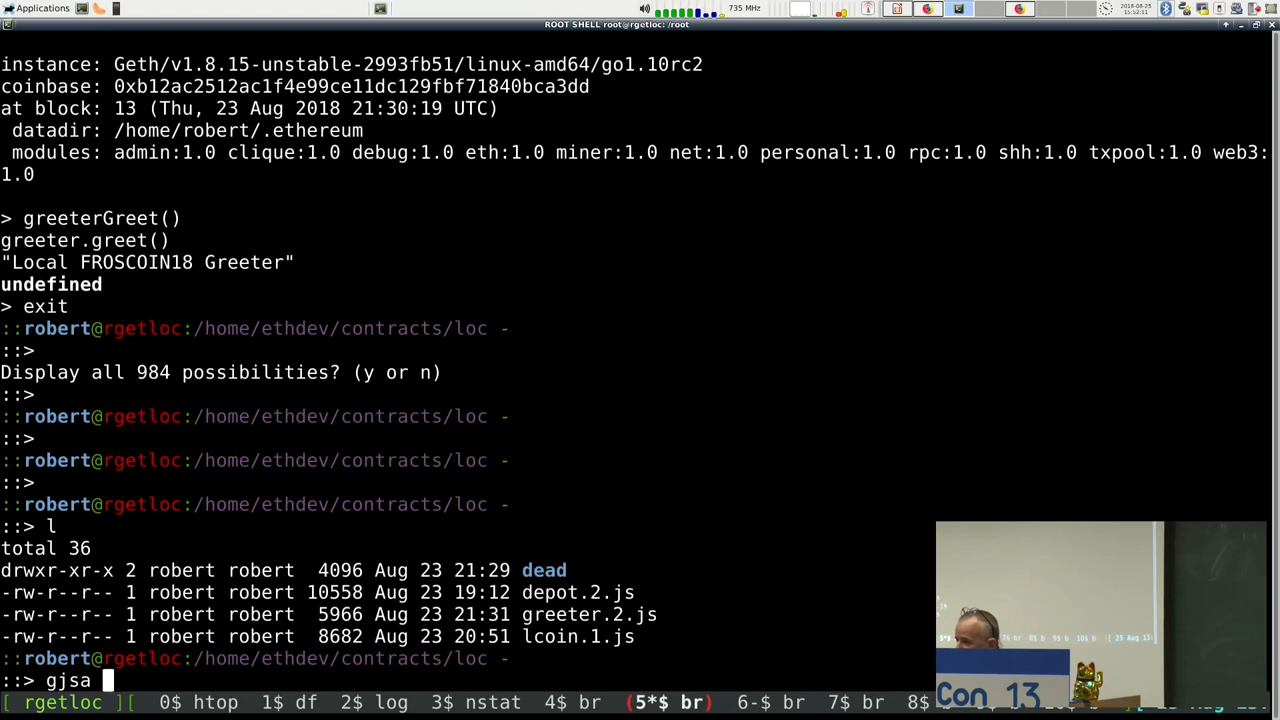 Applications
735 MHz
2018-08-25
15:52:11
ROOT SHELL root@rgetloc: /root
instance: Geth/v1.8.15-unstable-2993fb51/linux-amd64/go1.10rc2
coinbase: 0xb12ac2512ac1f4e99ce11dc129fbf71840bca3dd
at block: 13 (Thu, 23 Aug 2018 21:30:19 UTC)
datadir: /home/robert/.ethereum
modules: admin:1.0 clique:1.0 debug:1.0 eth:1.0 miner:1.0 net:1.0 personal:1.0 rpc:1.0 shh:1.0 txpool:1.0 web3:
1.0
> greeterGreet()
greeter.greet()
"Local FROSCOIN18 Greeter"
undefined
> exit
::robert@rgetloc:/home/ethdev/contracts/loc -
::>
Display all 984 possibilities? (y or n)
::>
::robert@rgetloc:/home/ethdev/contracts/loc -
::>
::robert@rgetloc:/home/ethdev/contracts/loc -
::>
::robert@rgetloc:/home/ethdev/contracts/loc -
::> l
total 36
drwxr-xr-x 2 robert robert 4096 Aug 23 21:29 dead
-rw-r--r-- 1 robert robert 10558 Aug 23 19:12 depot.2.js
-rw-r--r-- 1 robert robert 5966 Aug 23 21:31 greeter.2.js
-rw-r--r-- 1 robert robert 8682 Aug 23 20:51 lcoin.1.js
::robert@rgetloc:/home/ethdev/contracts/loc -
::> gjsa
[ rgetloc ][ 0$ htop 1$ df 2$ log 3$ nstat 4$ br (5*$ br) 6-$ br 7$ br 8$
Con 13